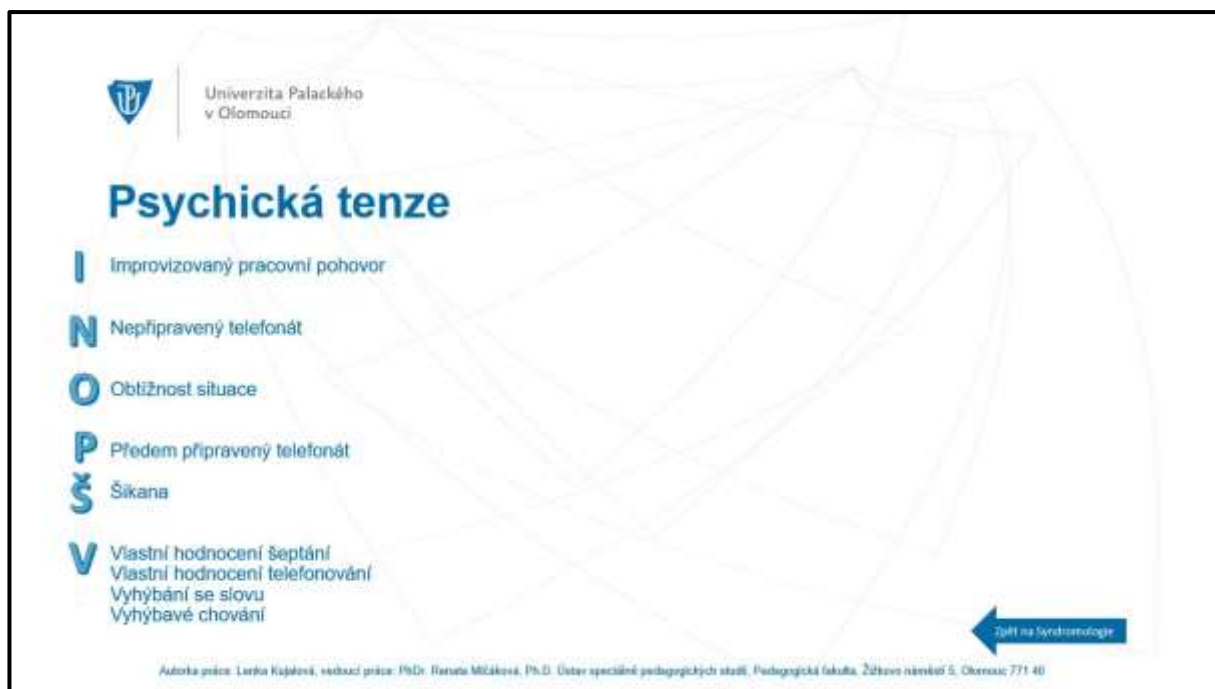 Univerzita Palackého
v Olomouci
Psychická tenze
I Improvizovaný pracovní pohovor
N Nepřipravený telefonát
O Obtížnost situace
P Předem připravený telefonát
Š Šikana
V Vlastní hodnocení šeptání
Vlastní hodnocení telefonování
Vyhýbání se slovu
Vyhýbavé chování
Zpět na Syndromologie
Autorka práce: Lenka Kujalová, vedoucí práce: PhDr. Renata Mlčáková, Ph.D. Ústav speciálně pedagogických studií, Pedagogická fakulta, Žižkovo náměstí 5, Olomouc 771 40